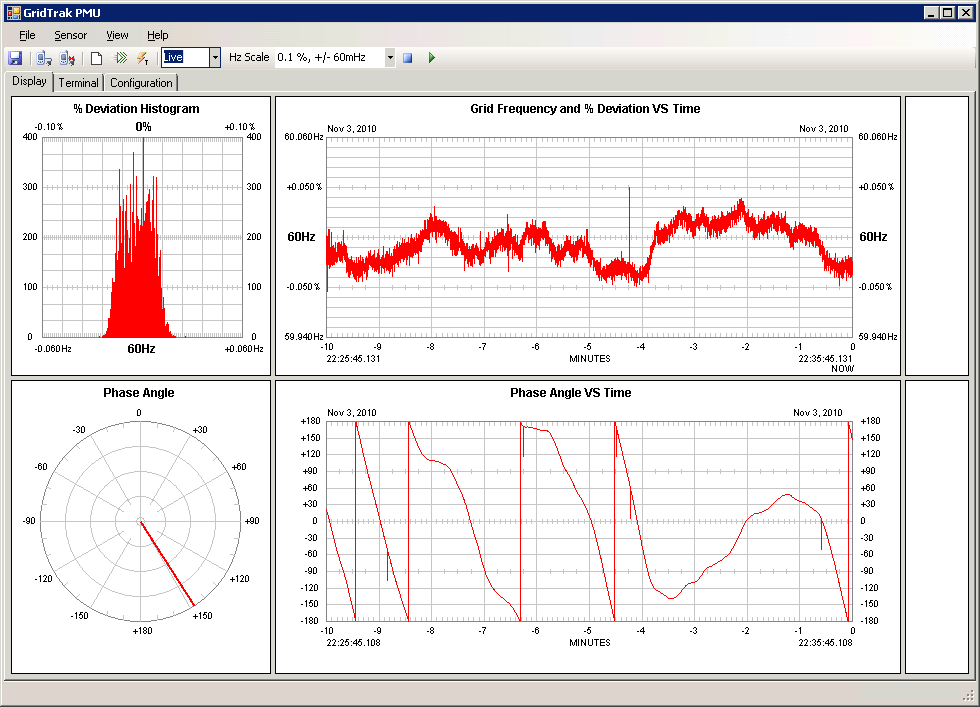 GridTrak PMU
File Sensor View Help
Live Hz Scale 0.1 %, +/- 60mHz
Display Terminal Configuration
% Deviation Histogram
-0.10% 0% +0.10%
400 400
300 300
200 200
100 100
0 0
-0.060Hz 60Hz +0.060Hz
Grid Frequency and % Deviation VS Time
Nov 3, 2010 Nov 3, 2010
60.060Hz 60.060Hz
+0.050% +0.050%
60Hz 60Hz
-0.050% -0.050%
59.940Hz 59.940Hz
-10 -9 -8 -7 -6 -5 -4 -3 -2 -1 0
22:25:45.131 MINUTES 22:35:45.131
NOW
Phase Angle
0
-30 +30
-60 +60
-90 +90
-120 +120
-150 +150
+180
Phase Angle VS Time
Nov 3, 2010 Nov 3, 2010
+180 +180
+150 +150
+120 +120
+90 +90
+60 +60
+30 +30
0 0
-30 -30
-60 -60
-90 -90
-120 -120
-150 -150
-180 -180
-10 -9 -8 -7 -6 -5 -4 -3 -2 -1 0
22:25:45.108 MINUTES 22:35:45.108